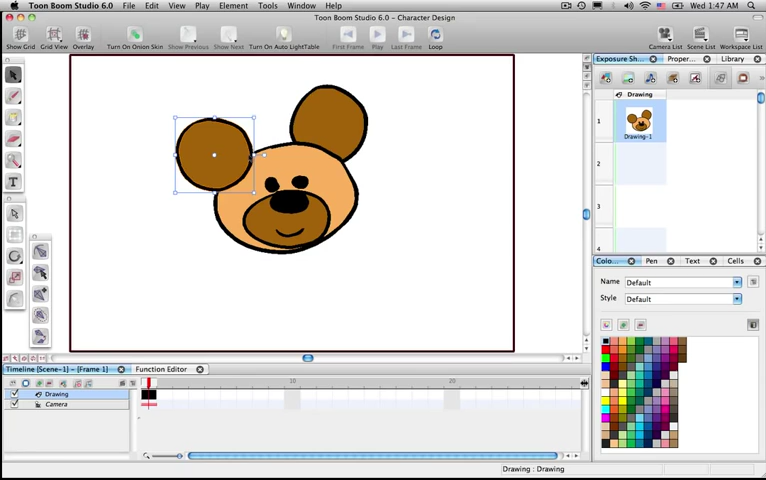 Toon Boom Studio 6.0 File Edit View Play Element Tools Window Help Wed 1:47 AM
Toon Boom Studio 6.0 - Character Design
Show Grid Grid View Overlay Turn On Onion Skin Show Previous Show Next Turn On Auto LightTable First Frame Play Last Frame Loop Camera List Scene List Workspace List
Exposure Sh... Proper... Library
Drawing
1
Drawing-1
2
3
4
T
Colo... Pen Text Cells
Name Default
Style Default
Timeline [Scene-1] - [Frame 1] Function Editor
10 20
Drawing
Camera
Drawing : Drawing